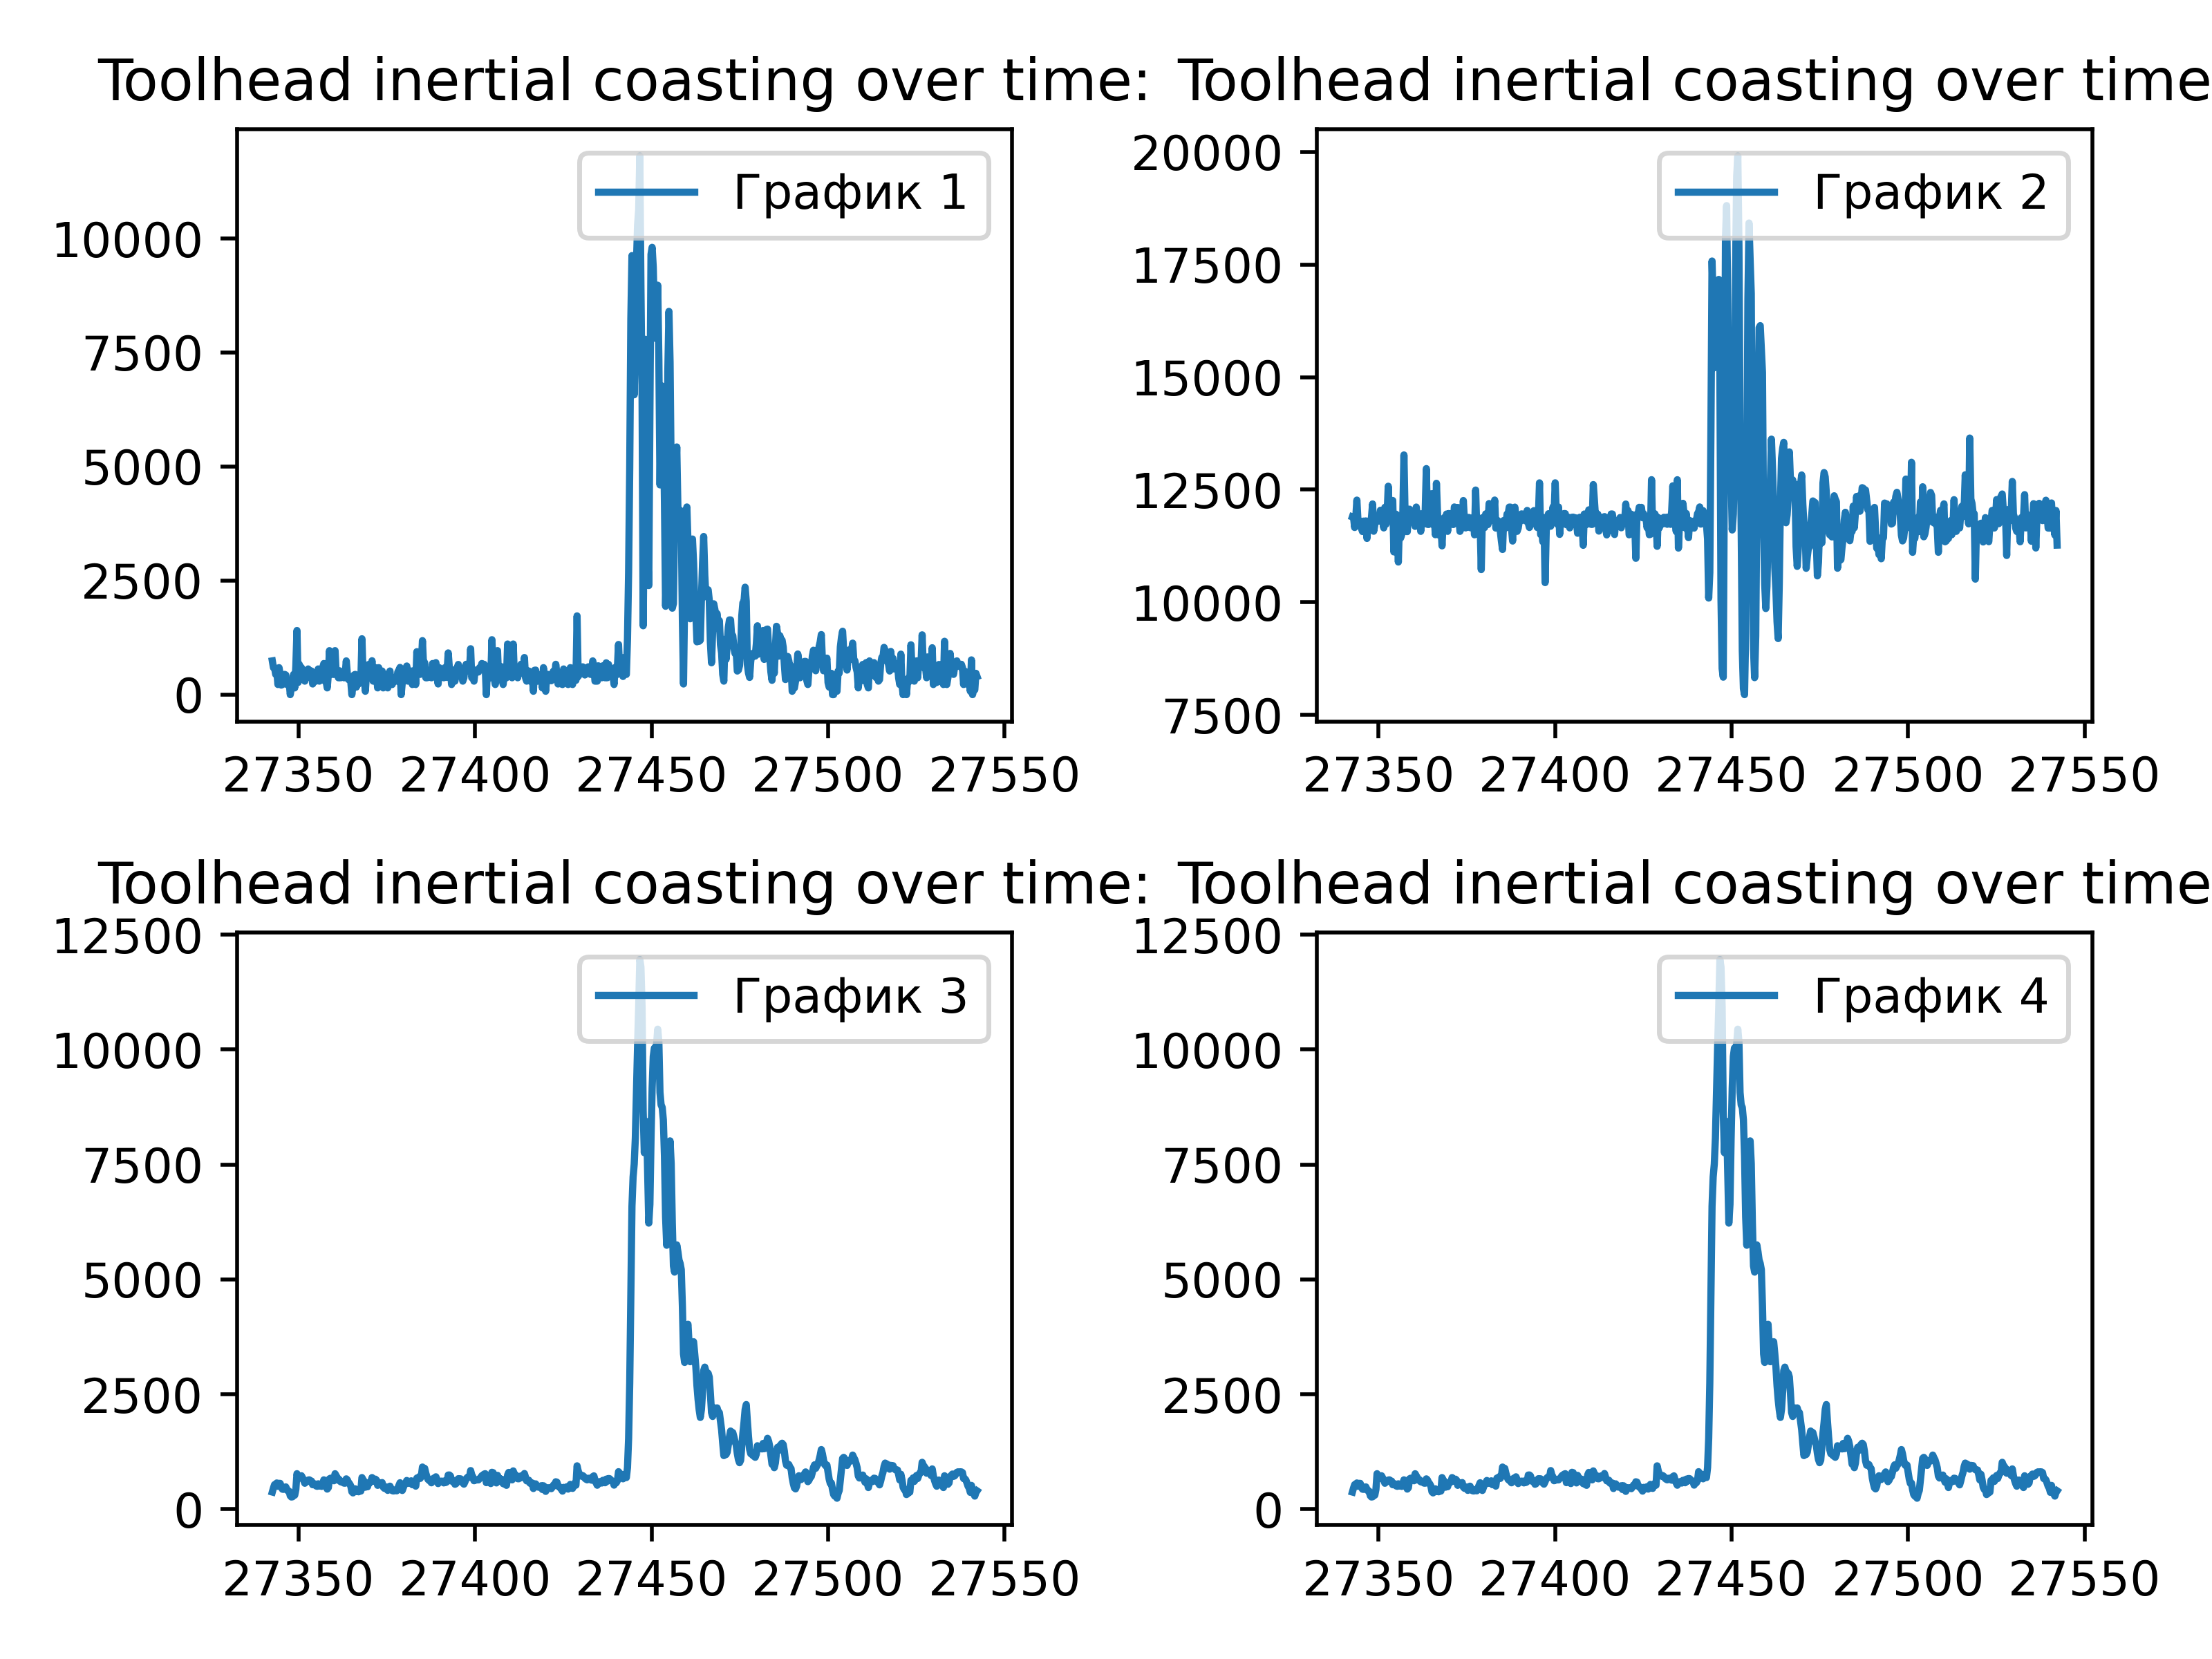 Toolhead inertial coasting over time:
Toolhead inertial coasting over time
График 1
10000
7500
5000
2500
0
27350 27400 27450 27500 27550
График 2
20000
17500
15000
12500
10000
7500
27350 27400 27450 27500 27550
Toolhead inertial coasting over time:
Toolhead inertial coasting over time
График 3
12500
10000
7500
5000
2500
0
27350 27400 27450 27500 27550
График 4
12500
10000
7500
5000
2500
0
27350 27400 27450 27500 27550